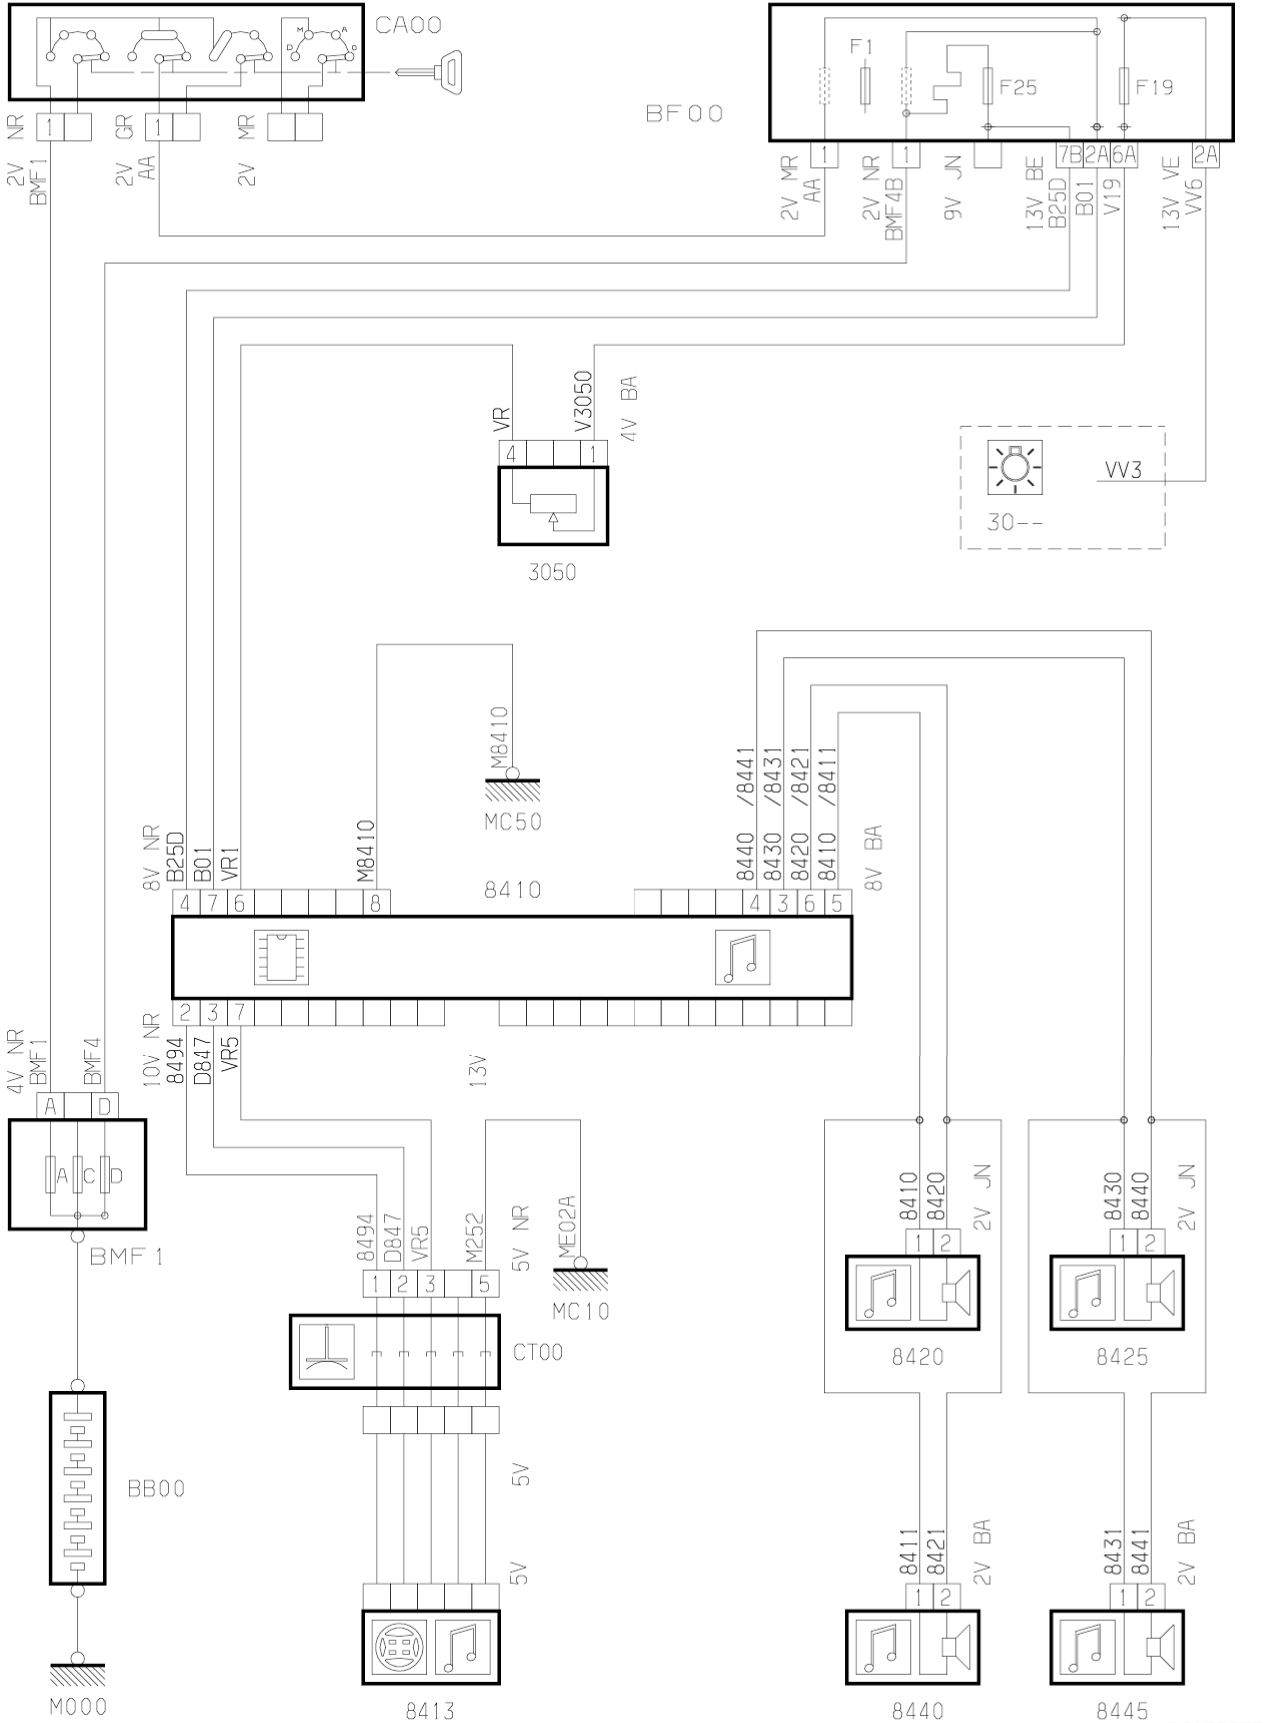 CA00
M A
D O
F1
F25
F19
BF00
1
1
1
1
7B 2A 6A
2A
2V NR
BMF1
2V GR
AA
2V MR
2V MR
AA
2V NR
BMF4B
9V JN
13V BE
B25D
B01
V19
13V VE
VV6
VR
V3050
4V BA
4
1
3050
VV3
30--
M8410
MC50
8V NR
B25D
B01
VR1
M8410
8410
8440 /8441
8430 /8431
8420 /8421
8410 /8411
8V BA
4 7 6
8
4 3 6 5
2 3 7
10V NR
8494
D847
VR5
13V
4V NR
BMF1
BMF4
A
D
A C D
BMF1
8494
D847
VR5
M252
5V NR
ME02A
1 2 3
5
MC10
CT00
8410
8420
2V JN
8430
8440
2V JN
1 2
1 2
8420
8425
BB00
5V
5V
8411
8421
2V BA
8431
8441
2V BA
1 2
1 2
M000
8413
8440
8445